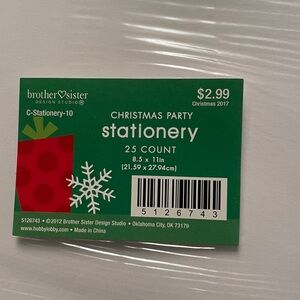 brother♡sister
DESIGN STUDIO®
$2.99
Christmas 2017
C-Stationery-10
CHRISTMAS PARTY
stationery
25 COUNT
8.5 x 11in
(21.59 x 27.94cm)
5126743
5126743 • ©2012 Brother Sister Design Studio • Oklahoma City, OK 73179
www.hobbylobby.com • Made in China